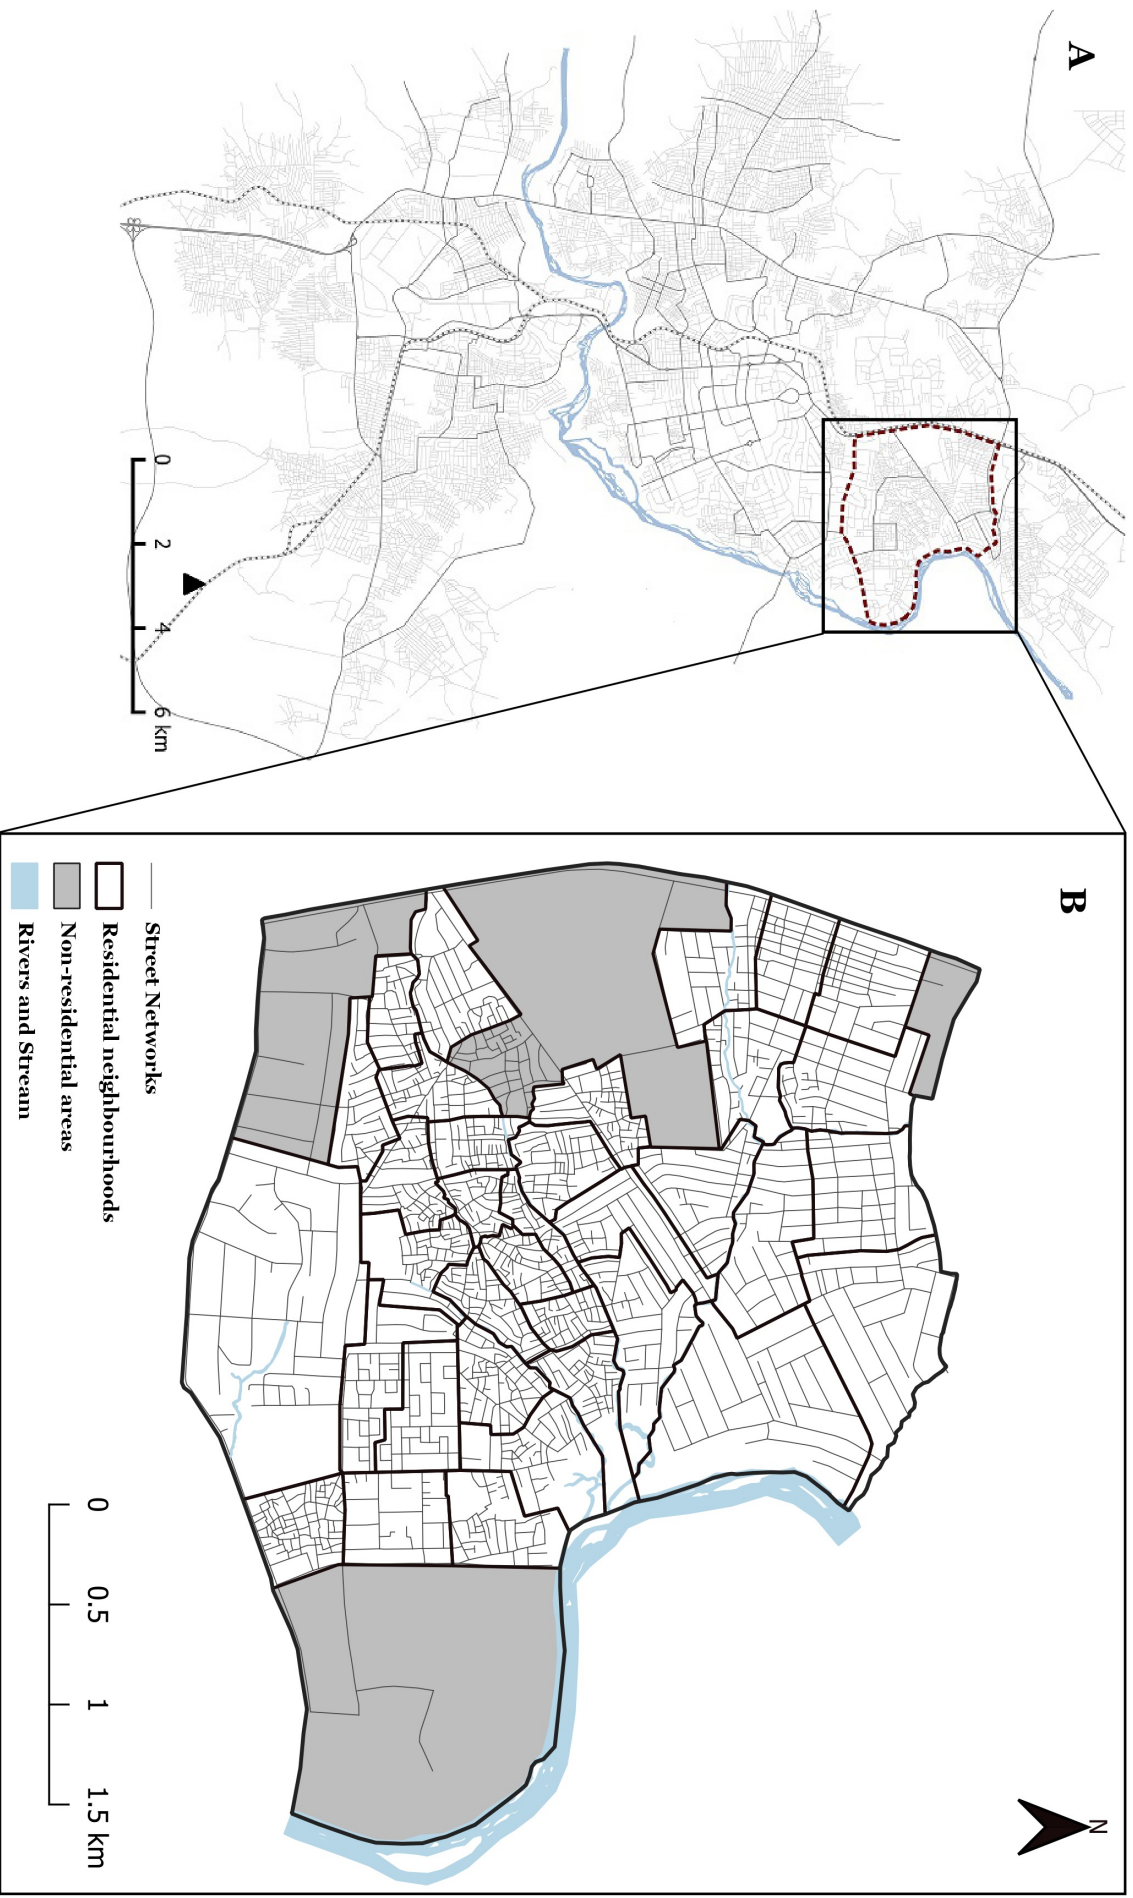 A
0 2 4 6 km
B
Street Networks
Residential neighbourhoods
Non-residential areas
Rivers and Stream
0 0.5 1 1.5 km
N